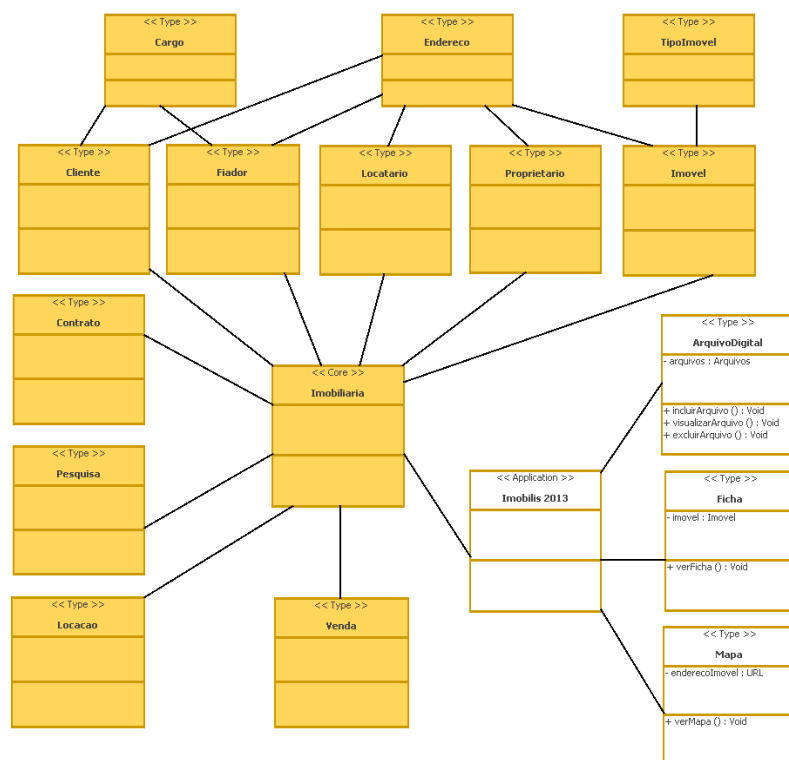 << Type >>
Cargo
<< Type >>
Endereco
<< Type >>
TipoImovel
<< Type >>
Cliente
<< Type >>
Fiador
<< Type >>
Locatario
<< Type >>
Proprietario
<< Type >>
Imovel
<< Type >>
Contrato
<< Core >>
Imobiliaria
<< Type >>
ArquivoDigital
- arquivos : Arquivos
+ incluirArquivo () : Void
+ visualizarArquivo () : Void
+ excluirArquivo () : Void
<< Type >>
Pesquisa
<< Application >>
Imobilis 2013
<< Type >>
Ficha
- imovel : Imovel
+ verFicha () : Void
<< Type >>
Locacao
<< Type >>
Venda
<< Type >>
Mapa
- enderecoImovel : URL
+ verMapa () : Void